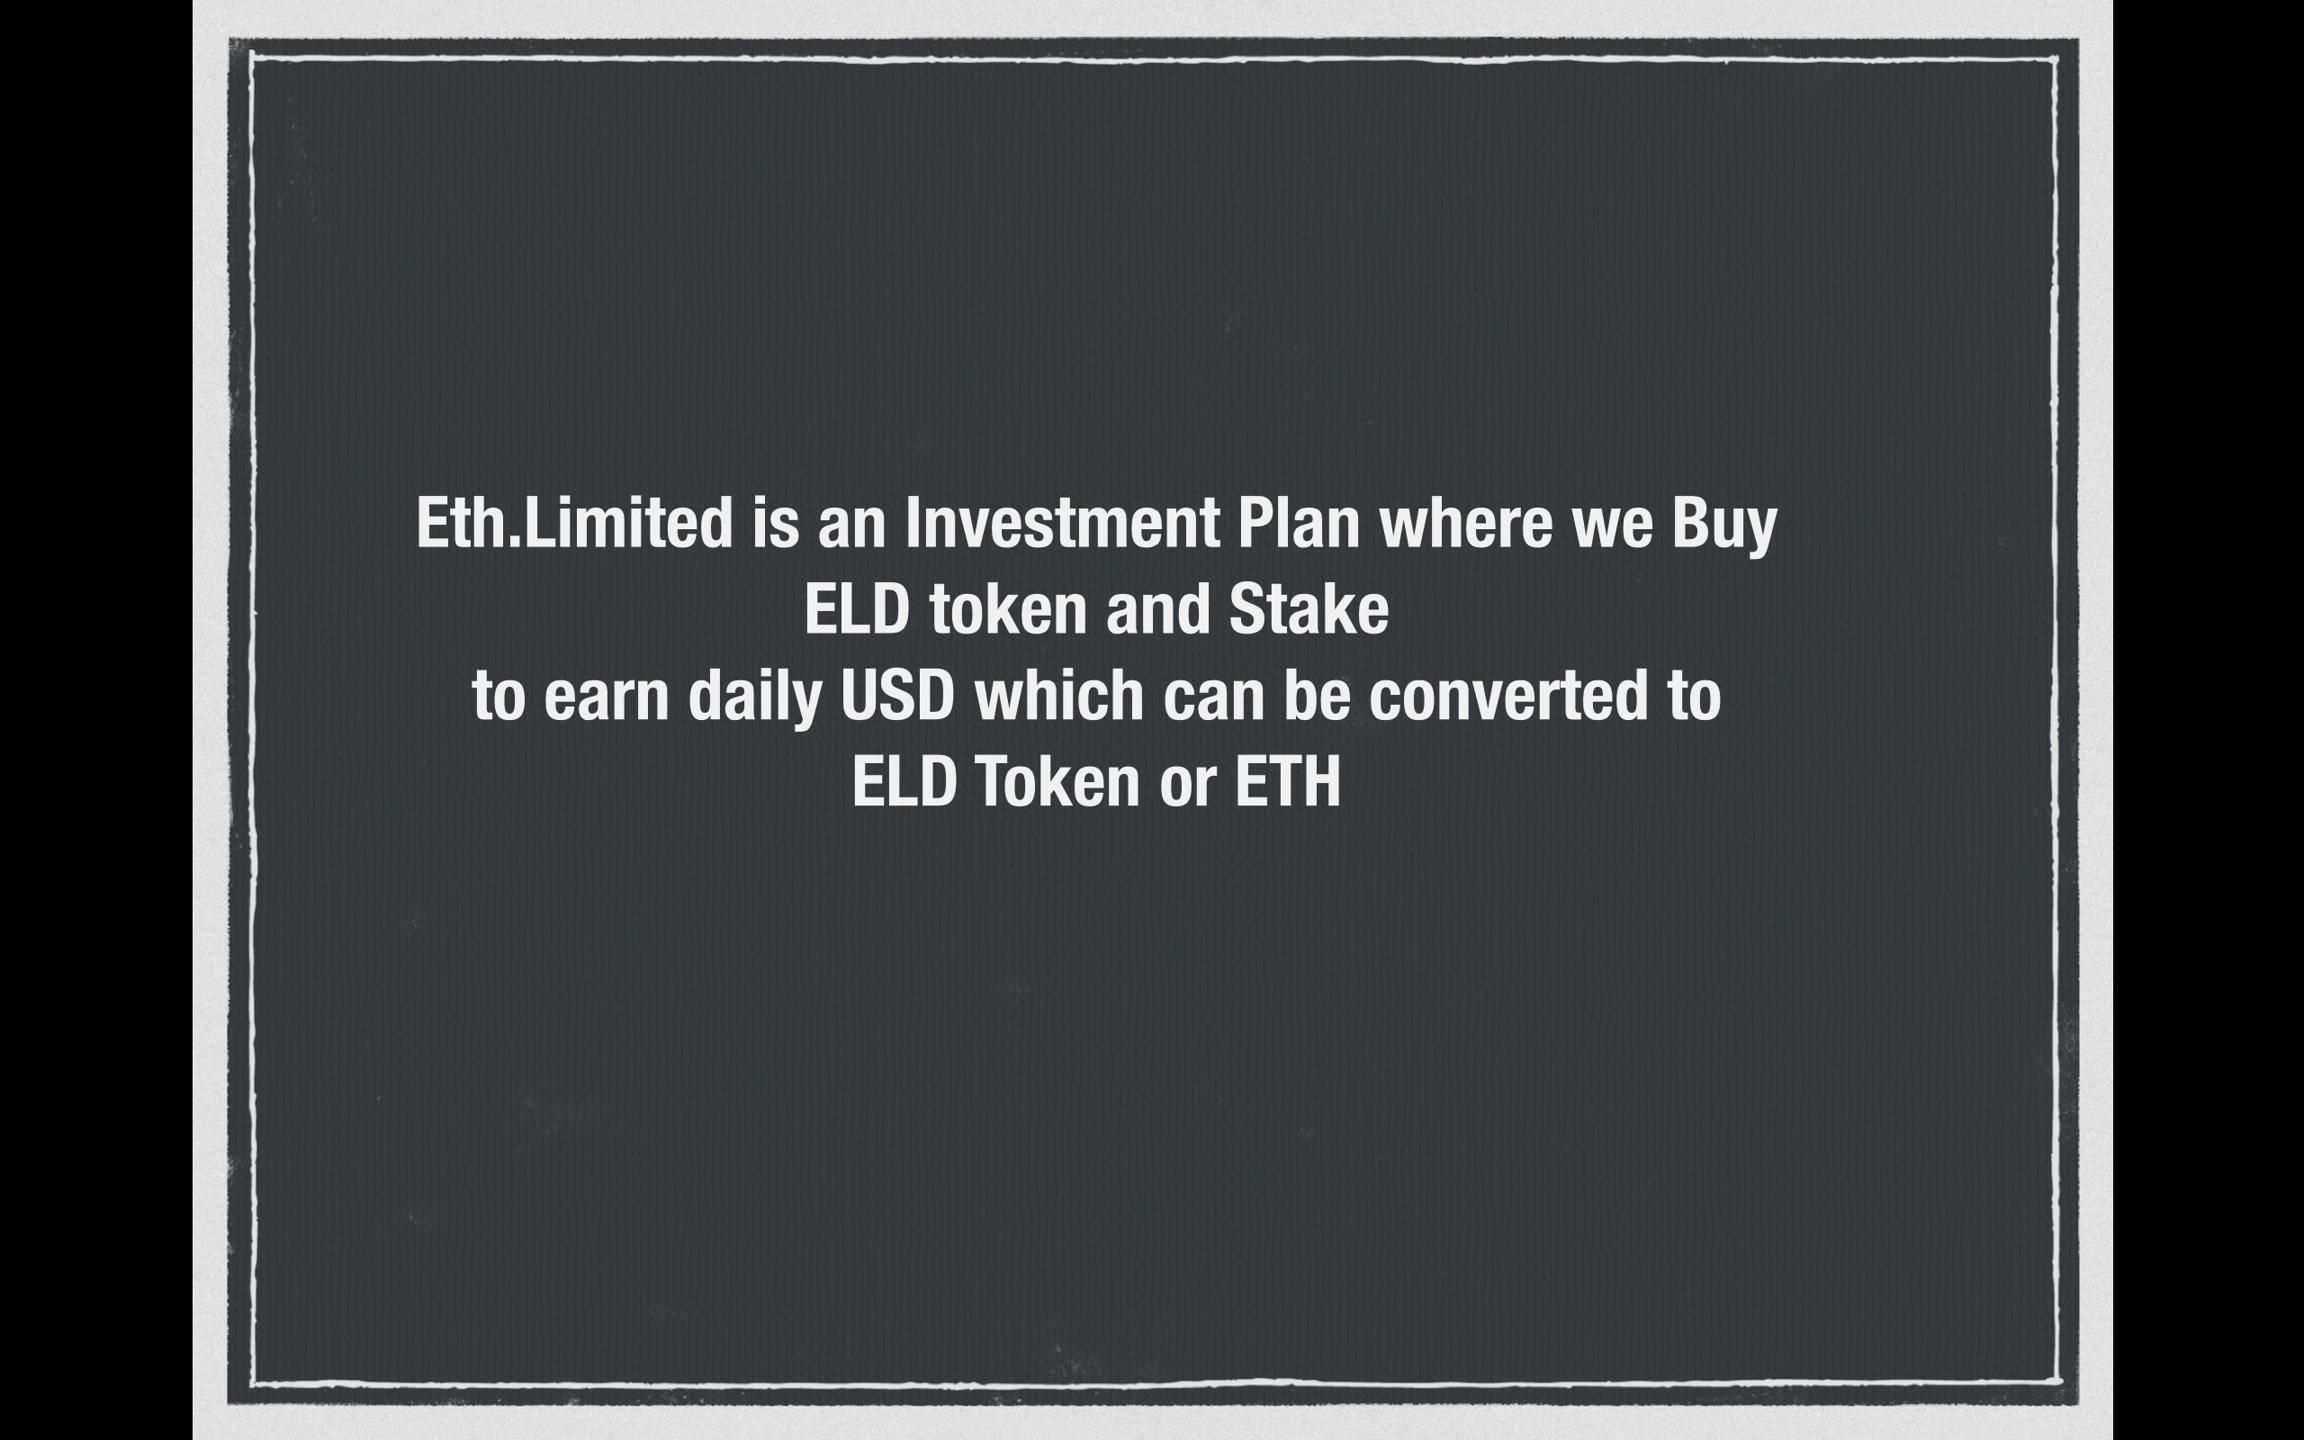 Eth.Limited is an Investment Plan where we Buy
ELD token and Stake
to earn daily USD which can be converted to
ELD Token or ETH